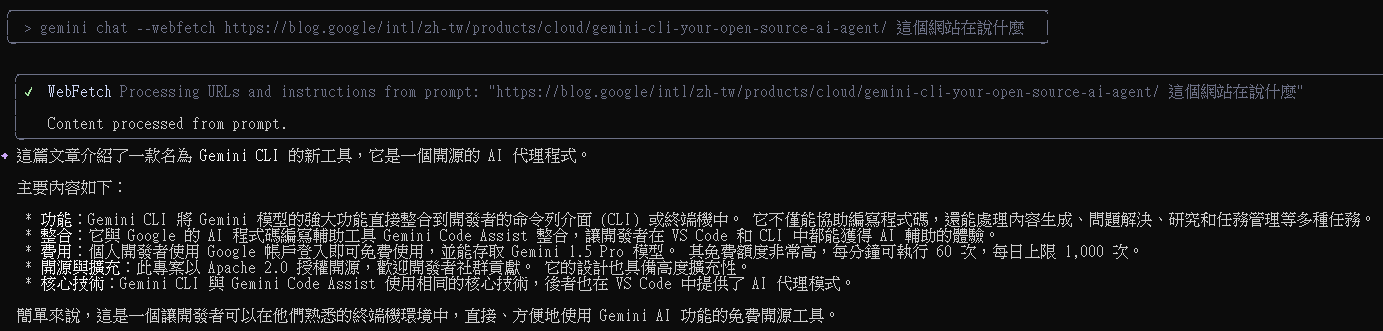 > gemini chat --webfetch https://blog.google/intl/zh-tw/products/cloud/gemini-cli-your-open-source-ai-agent/ 這個網站在說什麼
✓ WebFetch Processing URLs and instructions from prompt: "https://blog.google/intl/zh-tw/products/cloud/gemini-cli-your-open-source-ai-agent/ 這個網站在說什麼"
Content processed from prompt.
✦ 這篇文章介紹了一款名為 Gemini CLI 的新工具，它是一個開源的 AI 代理程式。
主要內容如下：
* 功能：Gemini CLI 將 Gemini 模型的強大功能直接整合到開發者的命令列介面 (CLI) 或終端機中。 它不僅能協助編寫程式碼，還能處理內容生成、問題解決、研究和任務管理等多種任務。
* 整合：它與 Google 的 AI 程式碼編寫輔助工具 Gemini Code Assist 整合，讓開發者在 VS Code 和 CLI 中都能獲得 AI 輔助的體驗。
* 費用：個人開發者使用 Google 帳戶登入即可免費使用，並能存取 Gemini 1.5 Pro 模型。 其免費額度非常高，每分鐘可執行 60 次，每日上限 1,000 次。
* 開源與擴充：此專案以 Apache 2.0 授權開源，歡迎開發者社群貢獻。 它的設計也具備高度擴充性。
* 核心技術：Gemini CLI 與 Gemini Code Assist 使用相同的核心技術，後者也在 VS Code 中提供了 AI 代理模式。
簡單來說，這是一個讓開發者可以在他們熟悉的終端機環境中，直接、方便地使用 Gemini AI 功能的免費開源工具。